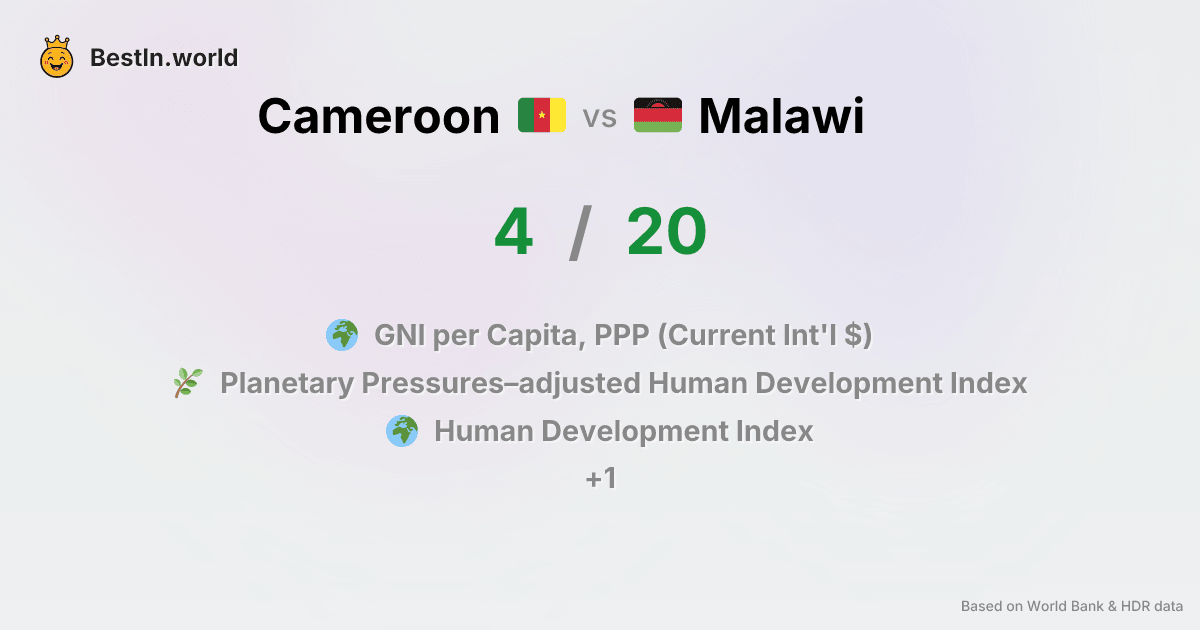 BestIn.world
Cameroon vs Malawi
4 / 20
GNI per Capita, PPP (Current Int'l $)
Planetary Pressures–adjusted Human Development Index
Human Development Index
+1
Based on World Bank & HDR data